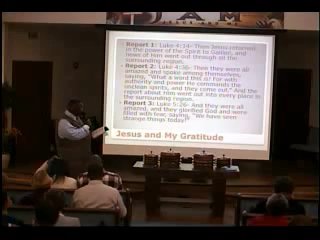 I AM
- Report 1: Luke 4:14- Then Jesus returned
in the power of the Spirit to Galilee, and
news of Him went out through all the
surrounding region.
- Report 2: Luke 4:36- Then they were all
amazed and spoke among themselves,
saying, "What a word this is! For with
authority and power He commands the
unclean spirits, and they come out." And the
report about Him went out into every place in
the surrounding region.
- Report 3: Luke 5:26- And they were all
amazed, and they glorified God and were
filled with fear, saying, "We have seen
strange things today!"
Jesus and My Gratitude